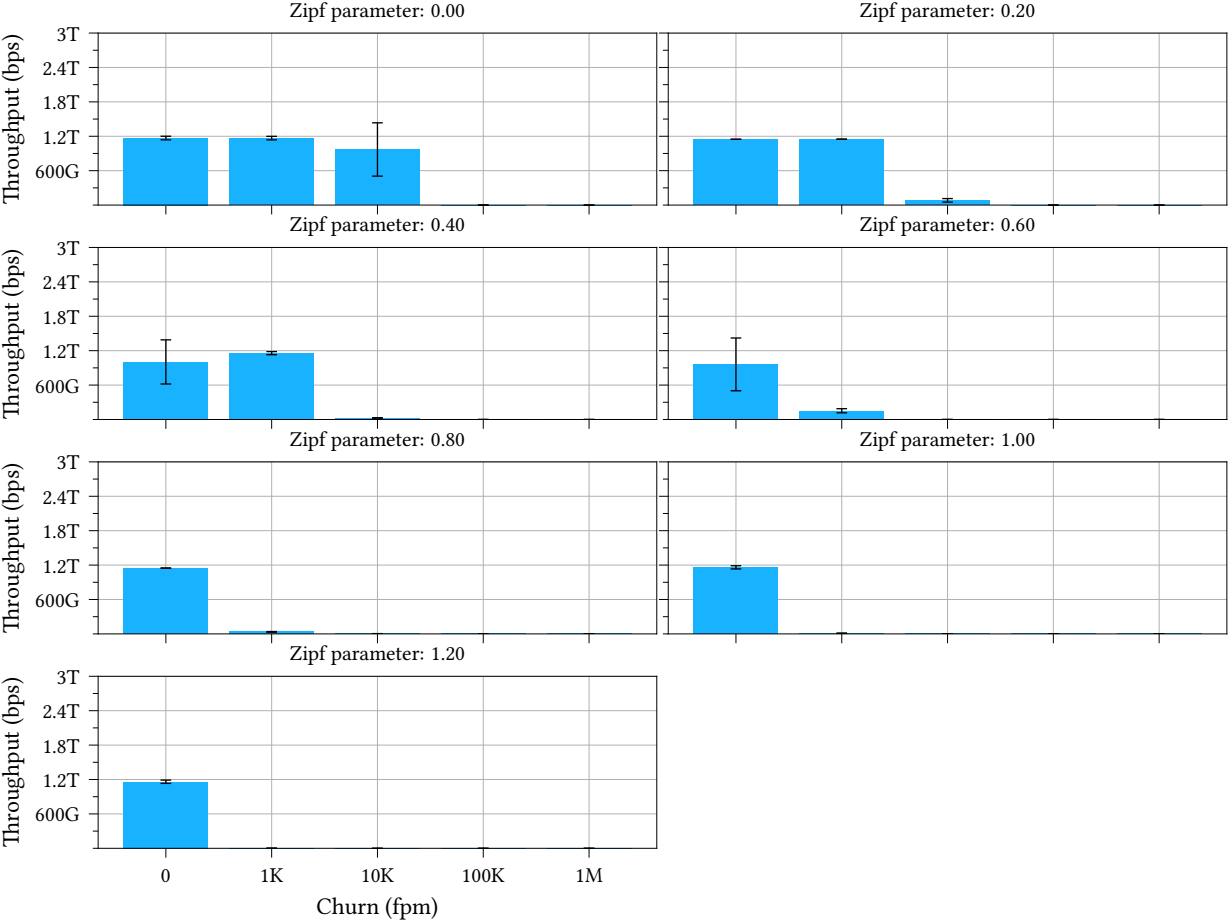 Zipf parameter: 0.00
Zipf parameter: 0.20
Throughput (bps)
3T
2.4T
1.8T
1.2T
600G
Zipf parameter: 0.40
Zipf parameter: 0.60
Throughput (bps)
3T
2.4T
1.8T
1.2T
600G
Zipf parameter: 0.80
Zipf parameter: 1.00
Throughput (bps)
3T
2.4T
1.8T
1.2T
600G
Zipf parameter: 1.20
Throughput (bps)
3T
2.4T
1.8T
1.2T
600G
0 1K 10K 100K 1M
Churn (fpm)